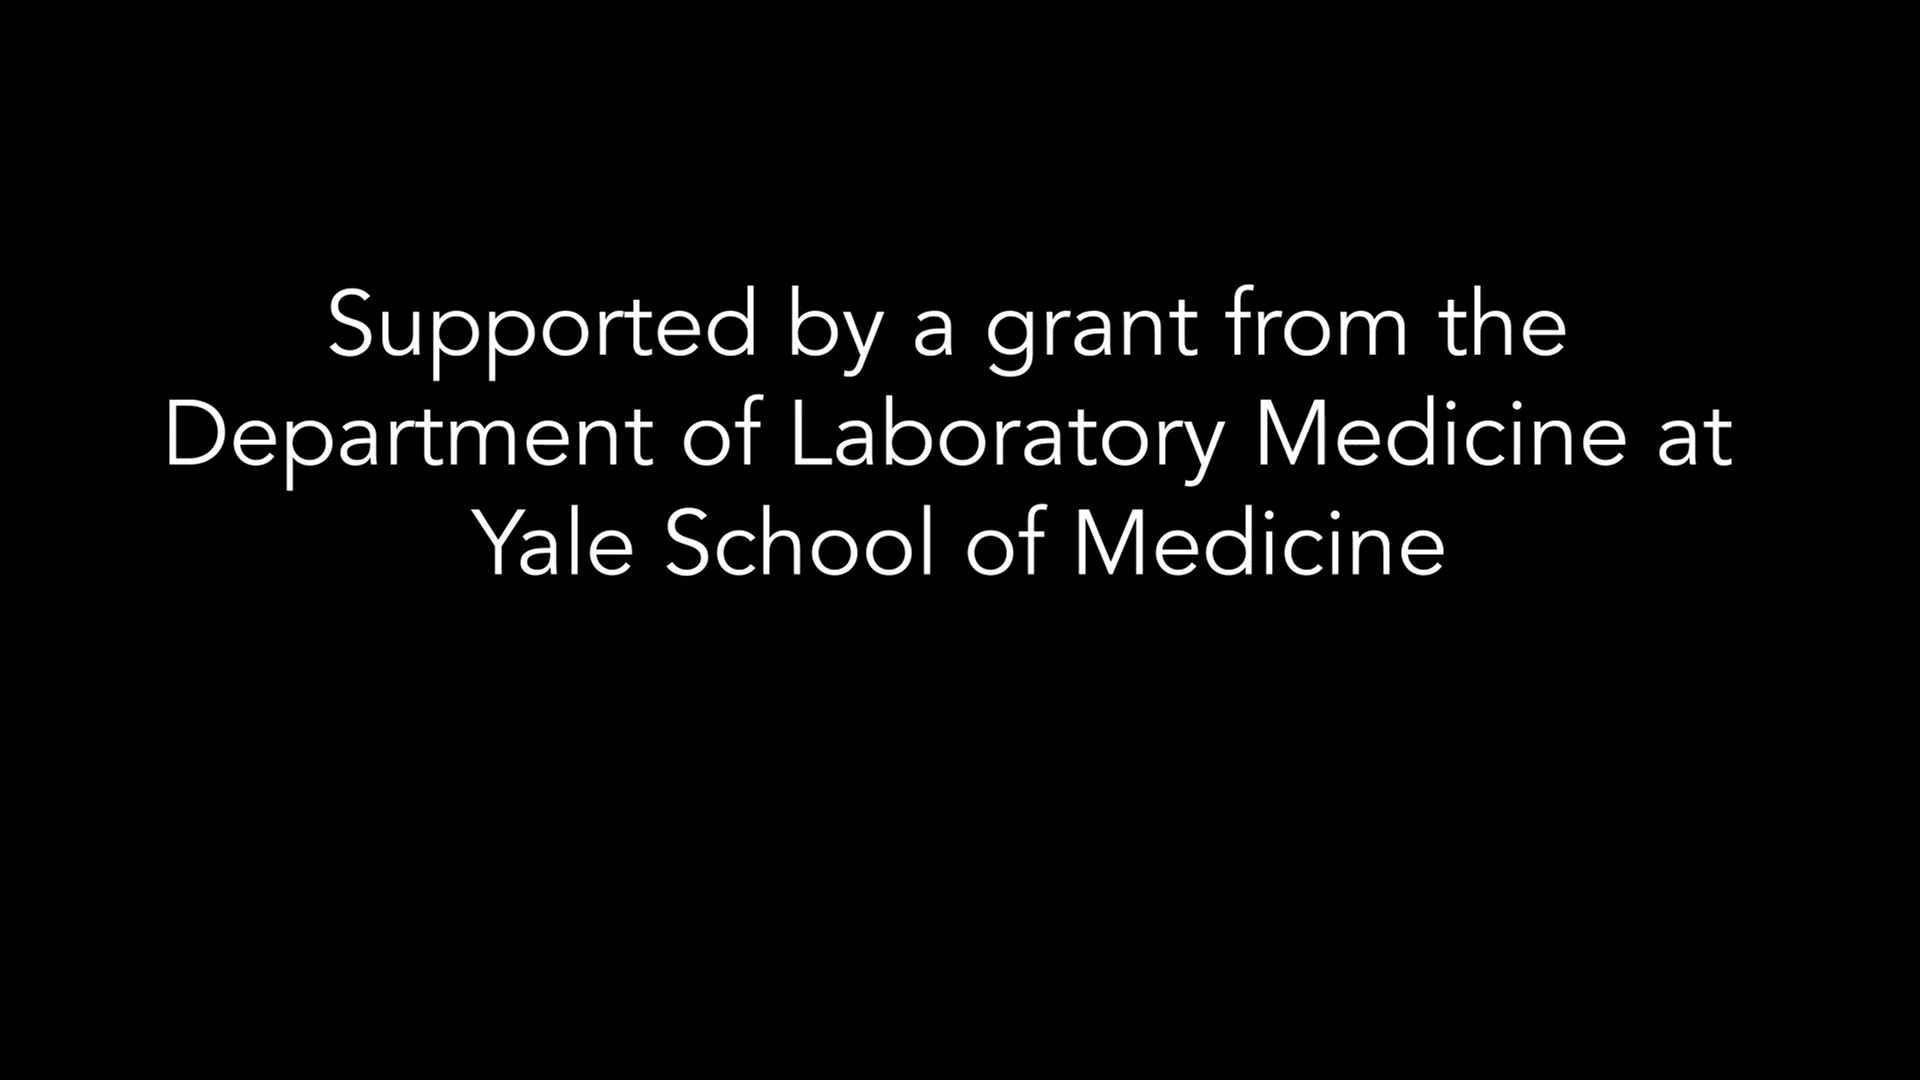 Supported by a grant from the
Department of Laboratory Medicine at
Yale School of Medicine